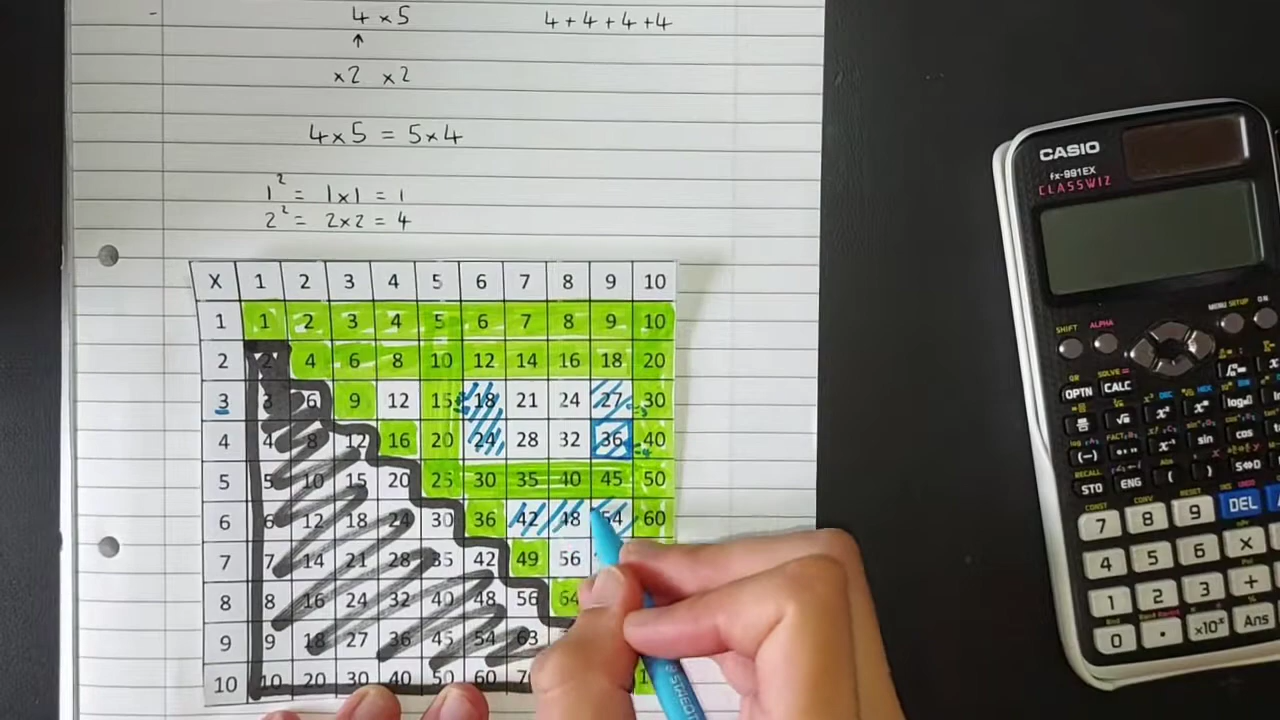 4 × 5 4 + 4 + 4 + 4
↑
×2 ×2
4×5 = 5×4
1² = 1×1 = 1
2² = 2×2 = 4
X 1 2 3 4 5 6 7 8 9 10
1 1 2 3 4 5 6 7 8 9 10
2 2 4 6 8 10 12 14 16 18 20
3 3 6 9 12 15 18 21 24 27 30
4 4 8 12 16 20 24 28 32 36 40
5 5 10 15 20 25 30 35 40 45 50
6 6 12 18 24 30 36 42 48 54 60
7 7 14 21 28 35 42 49 56
8 8 16 24 32 40 48 56 64
9 9 18 27 36 45 54 63
10 10 20 30 40 50 60
CASIO
fx-991EX
CLASSWIZ
MENU SETUP ON
SHIFT ALPHA
OPTN CALC
STO ENG ( ) S⇔D
7 8 9 DEL
4 5 6 ×
1 2 3 +
0 • ×10ˣ Ans